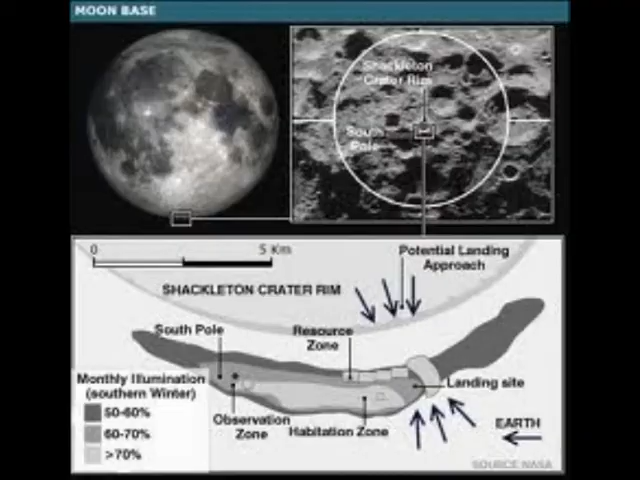 MOON BASE
Shackleton
Crater Rim
South
Pole
0 5 Km
Potential Landing
Approach
SHACKLETON CRATER RIM
South Pole
Resource
Zone
Monthly Illumination
(southern Winter)
50-60%
60-70%
>70%
Landing site
Observation
Zone
Habitation Zone
EARTH
SOURCE: NASA